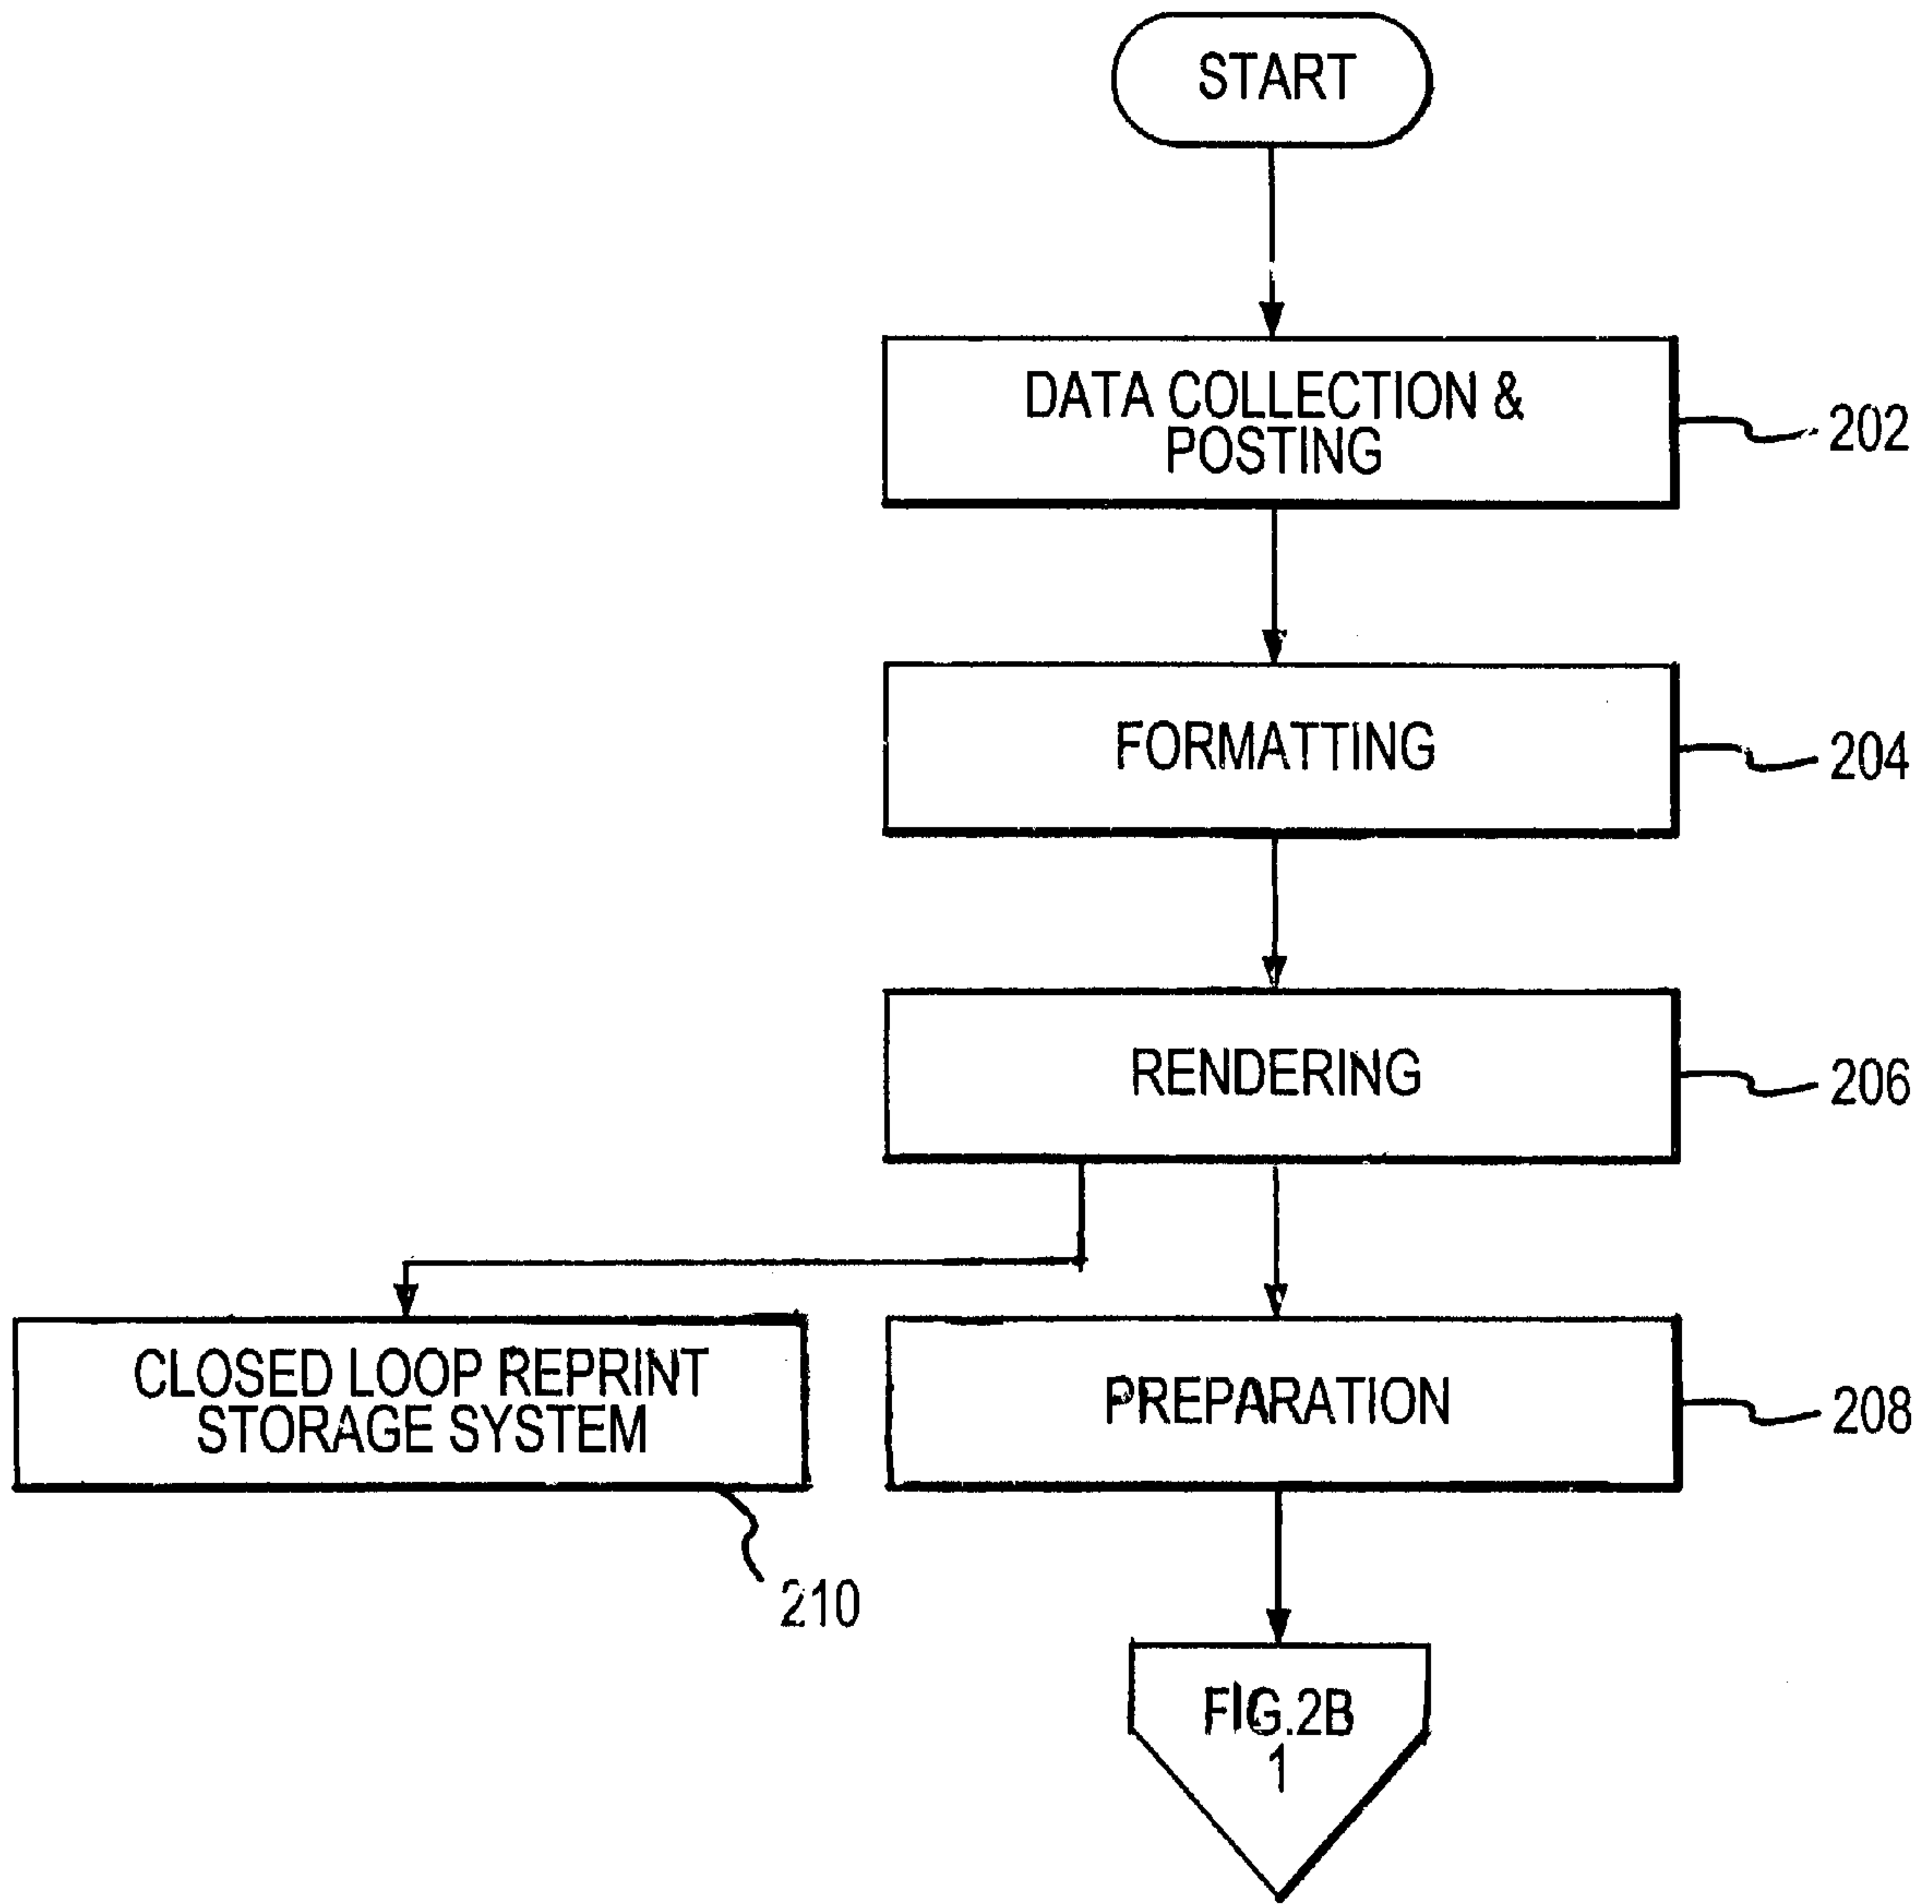 START
DATA COLLECTION &
POSTING
202
FORMATTING
204
RENDERING
206
CLOSED LOOP REPRINT
STORAGE SYSTEM
210
PREPARATION
208
FIG.2B
1